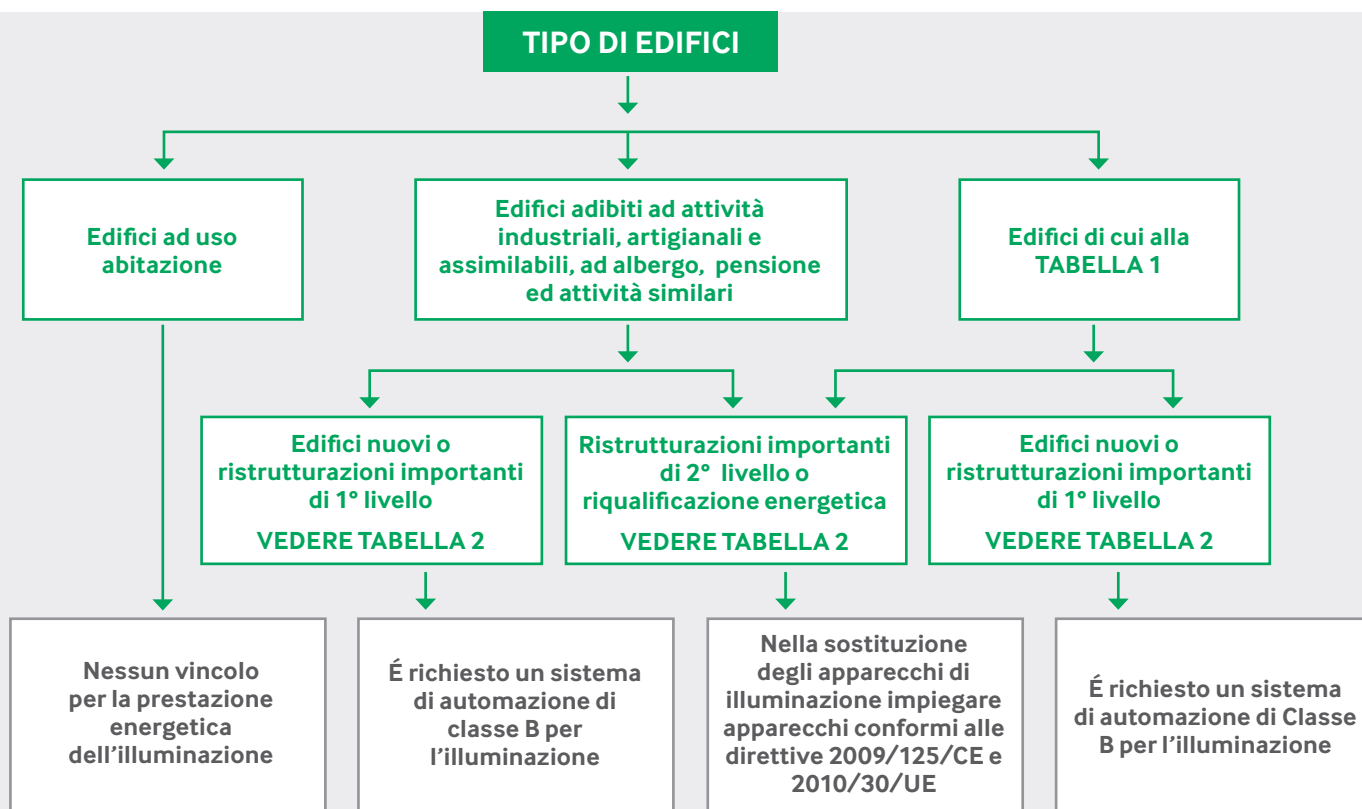 TIPO DI EDIFICI
Edifici ad uso
abitazione
Edifici adibiti ad attività
industriali, artigianali e
assimilabili, ad albergo, pensione
ed attività similari
Edifici di cui alla
TABELLA 1
Edifici nuovi o
ristrutturazioni importanti
di 1° livello
VEDERE TABELLA 2
Ristrutturazioni importanti
di 2° livello o
riqualificazione energetica
VEDERE TABELLA 2
Edifici nuovi o
ristrutturazioni importanti
di 1° livello
VEDERE TABELLA 2
Nessun vincolo
per la prestazione
energetica
dell'illuminazione
É richiesto un sistema
di automazione di
classe B per
l'illuminazione
Nella sostituzione
degli apparecchi di
illuminazione impiegare
apparecchi conformi alle
direttive 2009/125/CE e
2010/30/UE
É richiesto un sistema
di automazione di Classe
B per l'illuminazione